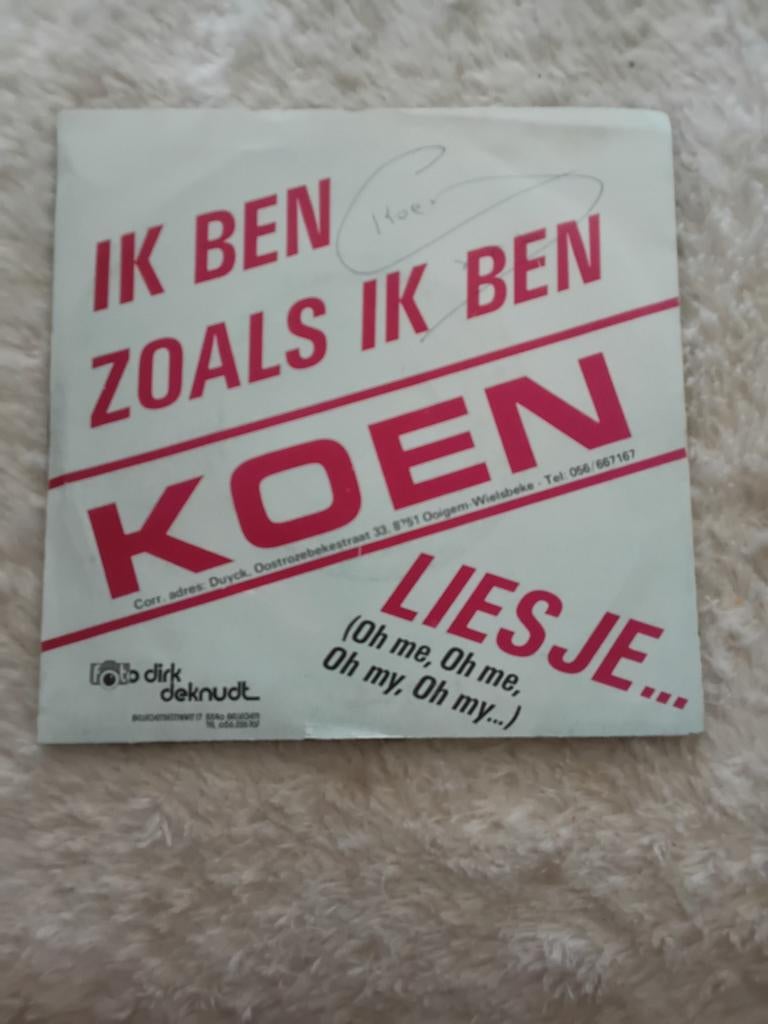 IK BEN
Koen
ZOALS IK BEN
KOEN
Corr. adres: Duyck, Oostrozebekestraat 33, 8751 Ooigem-Wielsbeke - Tel: 056/667167
LIESJE...
(Oh me, Oh me,
Oh my, Oh my...)
foto dirk
deknudt